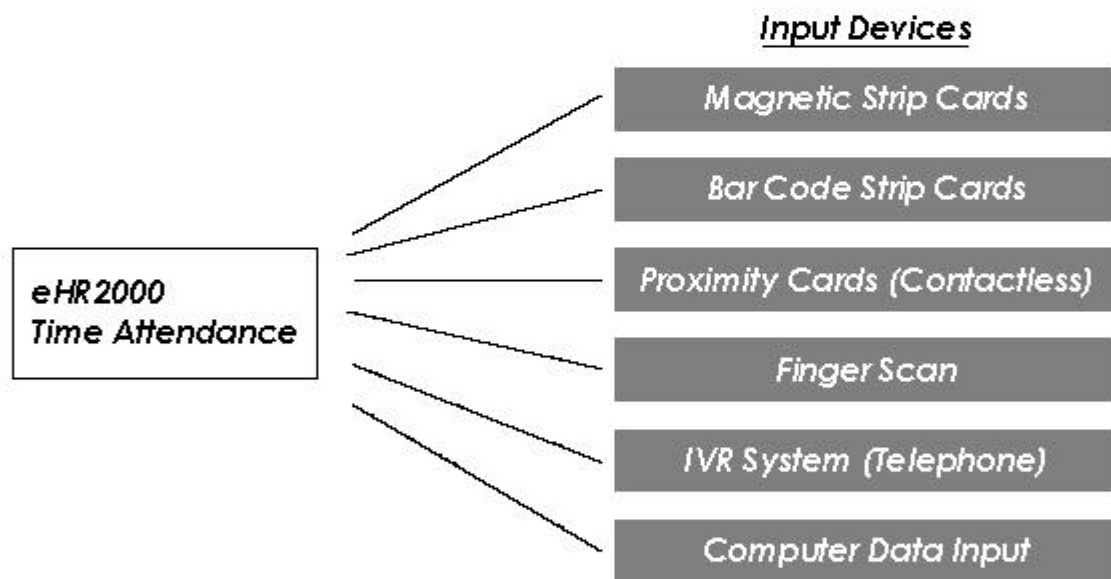 Input Devices
Magnetic Strip Cards
Bar Code Strip Cards
eHR2000
Time Attendance
Proximity Cards (Contactless)
Finger Scan
IVR System (Telephone)
Computer Data Input